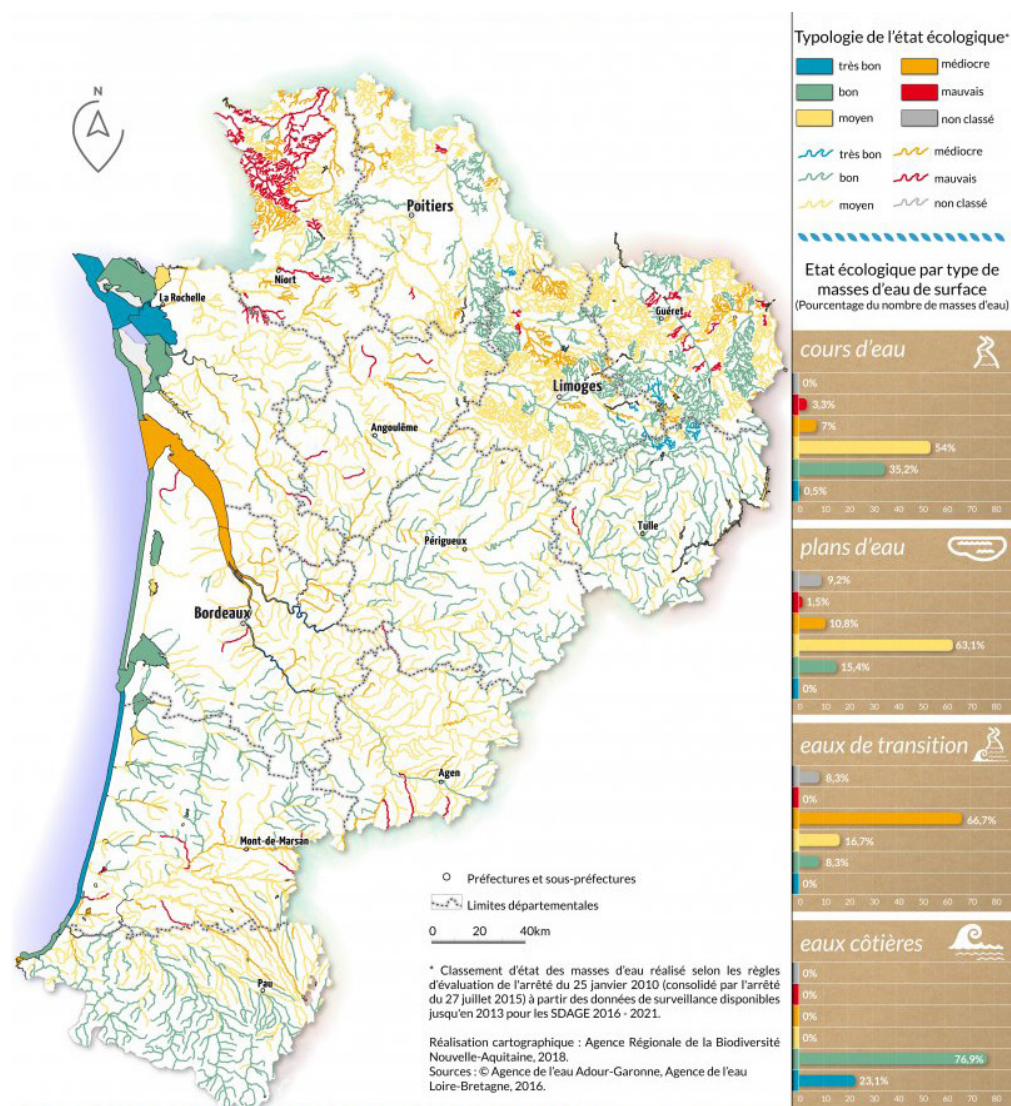 N
Poitiers
Niort
La Rochelle
Guéret
Limoges
Angoulême
Tulle
Périgueux
Bordeaux
Agen
Mont-de-Marsan
Pau
Préfectures et sous-préfectures
Limites départementales
0 20 40km
* Classement d'état des masses d'eau réalisé selon les règles
d'évaluation de l'arrêté du 25 janvier 2010 (consolidé par l'arrêté
du 27 juillet 2015) à partir des données de surveillance disponibles
jusqu'en 2013 pour les SDAGE 2016 - 2021.
Réalisation cartographique : Agence Régionale de la Biodiversité
Nouvelle-Aquitaine, 2018.
Sources : © Agence de l'eau Adour-Garonne, Agence de l'eau
Loire-Bretagne, 2016.
Typologie de l'état écologique*
très bon médiocre
bon mauvais
moyen non classé
très bon médiocre
bon mauvais
moyen non classé
Etat écologique par type de
masses d'eau de surface
(Pourcentage du nombre de masses d'eau)
cours d'eau
0%
3,3%
7%
54%
35,2%
0,5%
0 10 20 30 40 50 60 70 80
plans d'eau
9,2%
1,5%
10,8%
63,1%
15,4%
0%
0 10 20 30 40 50 60 70 80
eaux de transition
8,3%
0%
66,7%
16,7%
8,3%
0%
0 10 20 30 40 50 60 70 80
eaux côtières
0%
0%
0%
0%
76,9%
23,1%
0 10 20 30 40 50 60 70 80